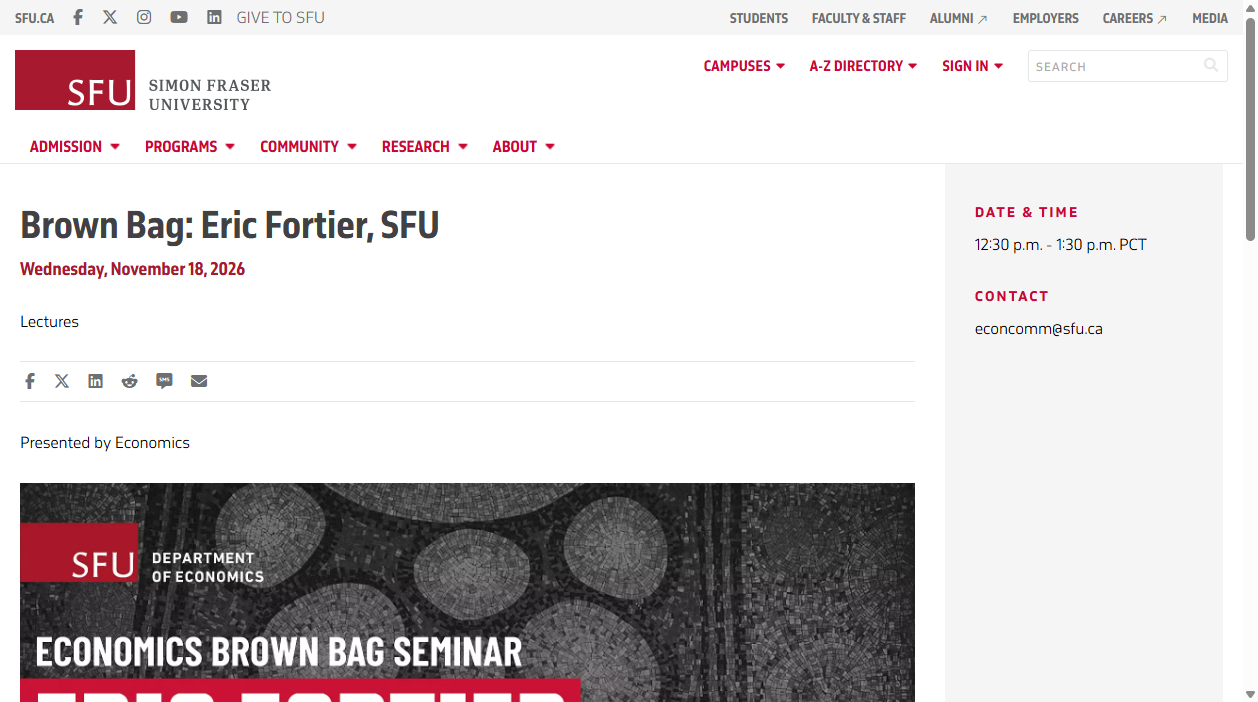 SFU.CA GIVE TO SFU STUDENTS FACULTY & STAFF ALUMNI EMPLOYERS CAREERS MEDIA
SFU SIMON FRASER
UNIVERSITY
CAMPUSES A-Z DIRECTORY SIGN IN SEARCH
ADMISSION PROGRAMS COMMUNITY RESEARCH ABOUT
Brown Bag: Eric Fortier, SFU
Wednesday, November 18, 2026
Lectures
SMS
Presented by Economics
SFU DEPARTMENT
OF ECONOMICS
ECONOMICS BROWN BAG SEMINAR
ERIC FORTIER
DATE & TIME
12:30 p.m. - 1:30 p.m. PCT
CONTACT
econcomm@sfu.ca